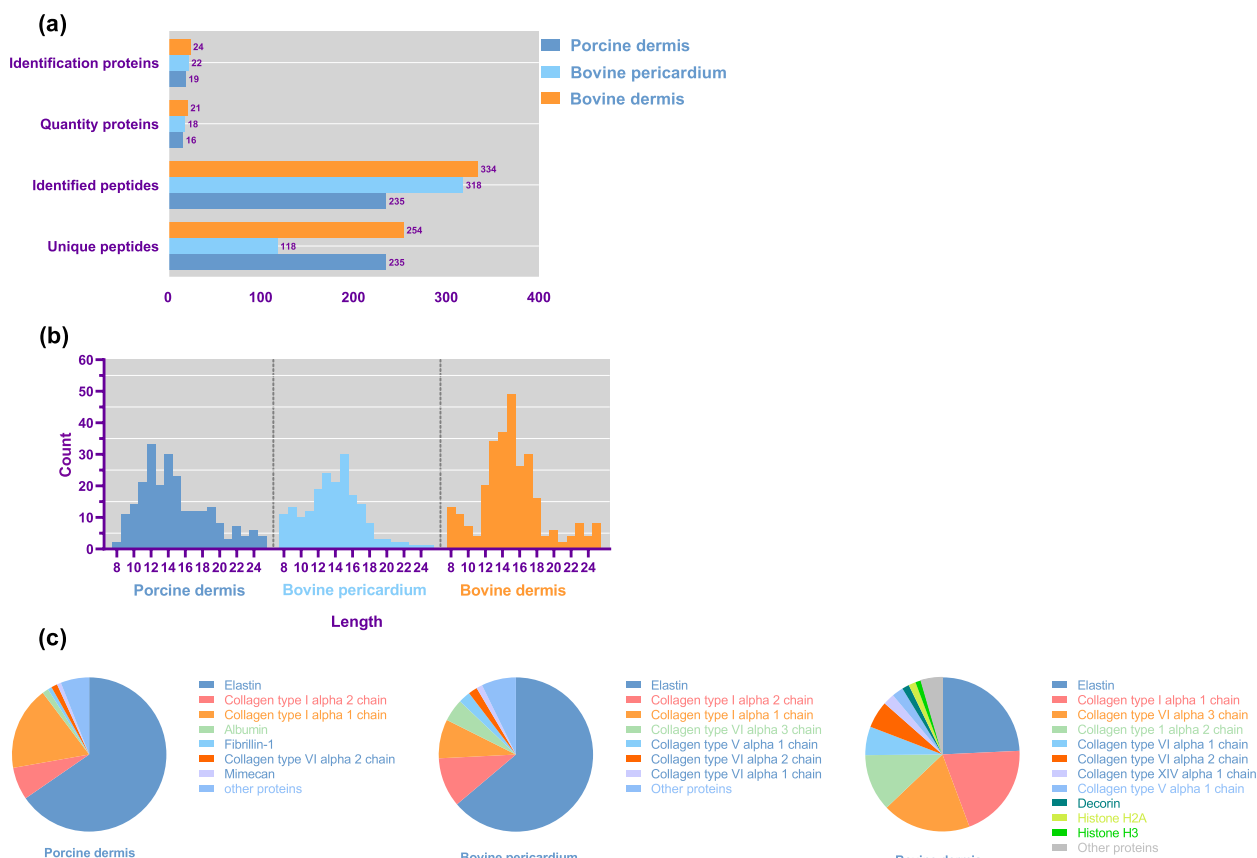 (a)
Identification proteins
Quantity proteins
Identified peptides
Unique peptides
24
22
19
21
18
16
334
318
235
254
118
235
0 100 200 300 400
Porcine dermis
Bovine pericardium
Bovine dermis
(b)
Count
60
50
40
30
20
10
0
8 10 12 14 16 18 20 22 24 8 10 12 14 16 18 20 22 24 8 10 12 14 16 18 20 22 24
Porcine dermis Bovine pericardium Bovine dermis
Length
(c)
Elastin
Collagen type I alpha 2 chain
Collagen type I alpha 1 chain
Albumin
Fibrillin-1
Collagen type VI alpha 2 chain
Mimecan
other proteins
Porcine dermis
Elastin
Collagen type I alpha 2 chain
Collagen type I alpha 1 chain
Collagen type VI alpha 3 chain
Collagen type V alpha 1 chain
Collagen type VI alpha 2 chain
Collagen type VI alpha 1 chain
Other proteins
Bovine pericardium
Elastin
Collagen type I alpha 1 chain
Collagen type VI alpha 3 chain
Collagen type 1 alpha 2 chain
Collagen type VI alpha 1 chain
Collagen type VI alpha 2 chain
Collagen type XIV alpha 1 chain
Collagen type V alpha 1 chain
Decorin
Histone H2A
Histone H3
Other proteins